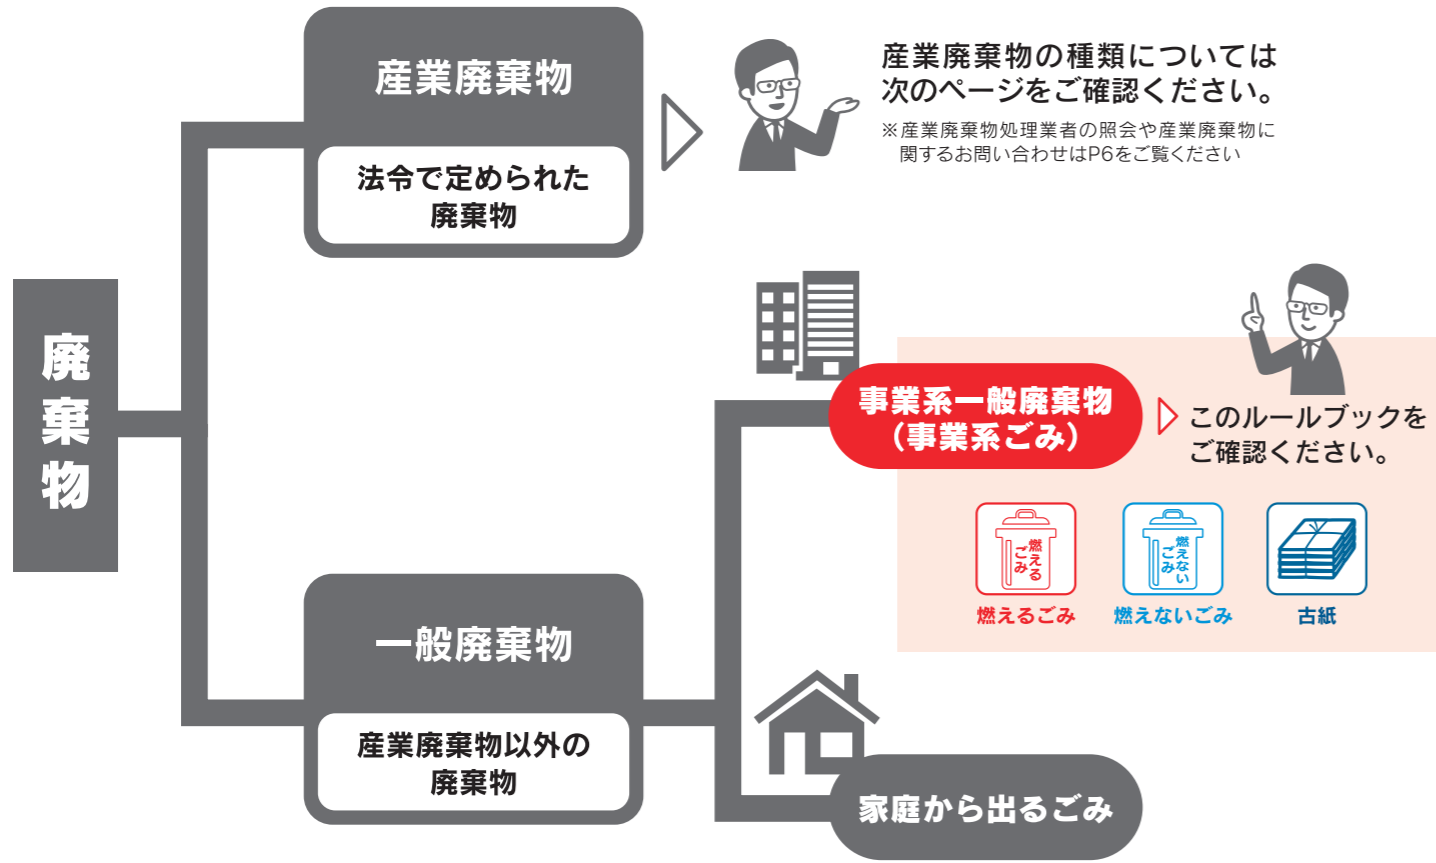 産業廃棄物
法令で定められた
廃棄物
産業廃棄物の種類については
次のページをご確認ください。
※産業廃棄物処理業者の照会や産業廃棄物に
関するお問い合わせはP6をご覧ください
廃棄物
事業系一般廃棄物
（事業系ごみ）
このルールブックを
ご確認ください。
燃える
ごみ
燃えるごみ
燃えない
ごみ
燃えないごみ
古紙
一般廃棄物
産業廃棄物以外の
廃棄物
家庭から出るごみ